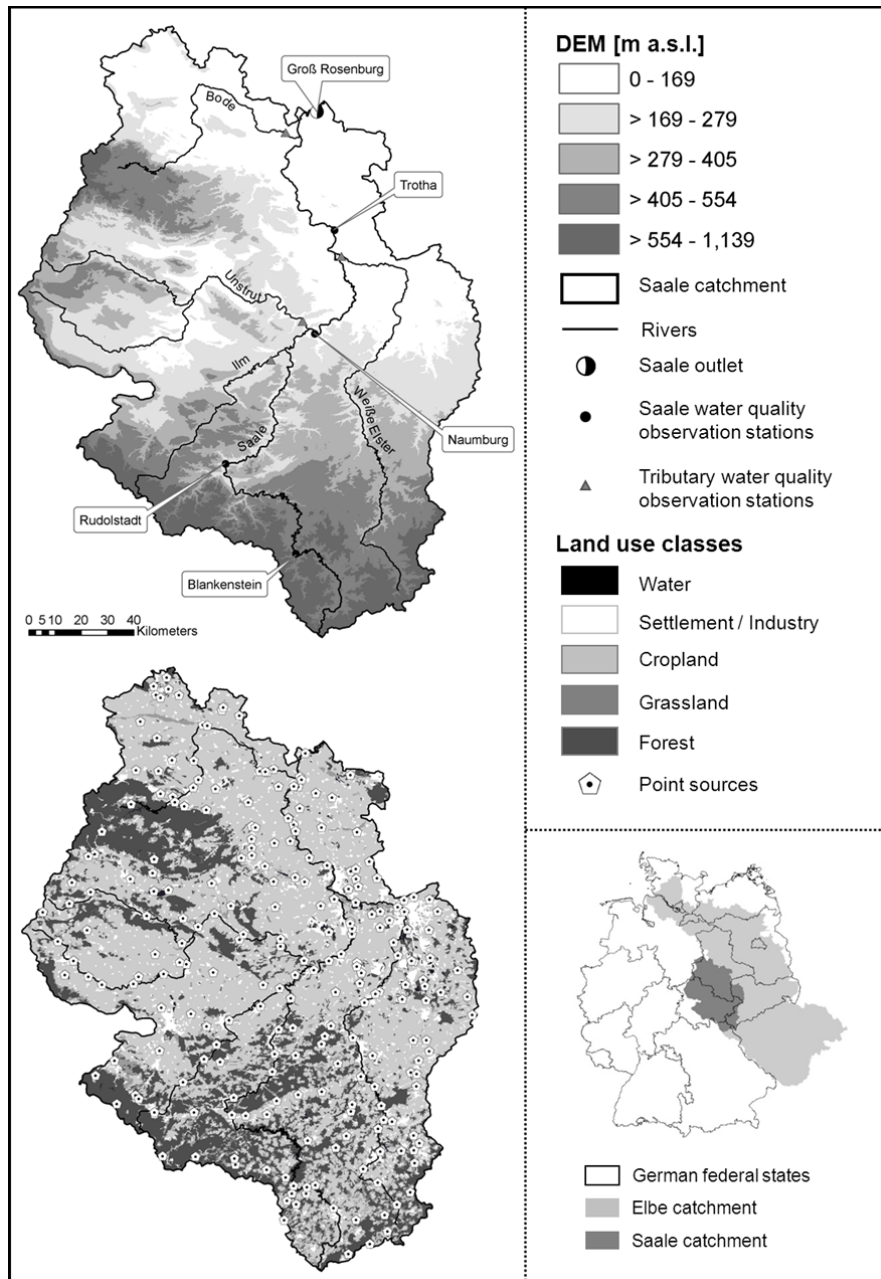 Groß Rosenburg
Bode
Trotha
Unstrut
Ilm
Saale
Weiße Elster
Naumburg
Rudolstadt
Blankenstein
0 5 10 20 30 40
Kilometers
DEM [m a.s.l.]
0 - 169
> 169 - 279
> 279 - 405
> 405 - 554
> 554 - 1,139
Saale catchment
Rivers
Saale outlet
Saale water quality
observation stations
Tributary water quality
observation stations
Land use classes
Water
Settlement / Industry
Cropland
Grassland
Forest
Point sources
German federal states
Elbe catchment
Saale catchment